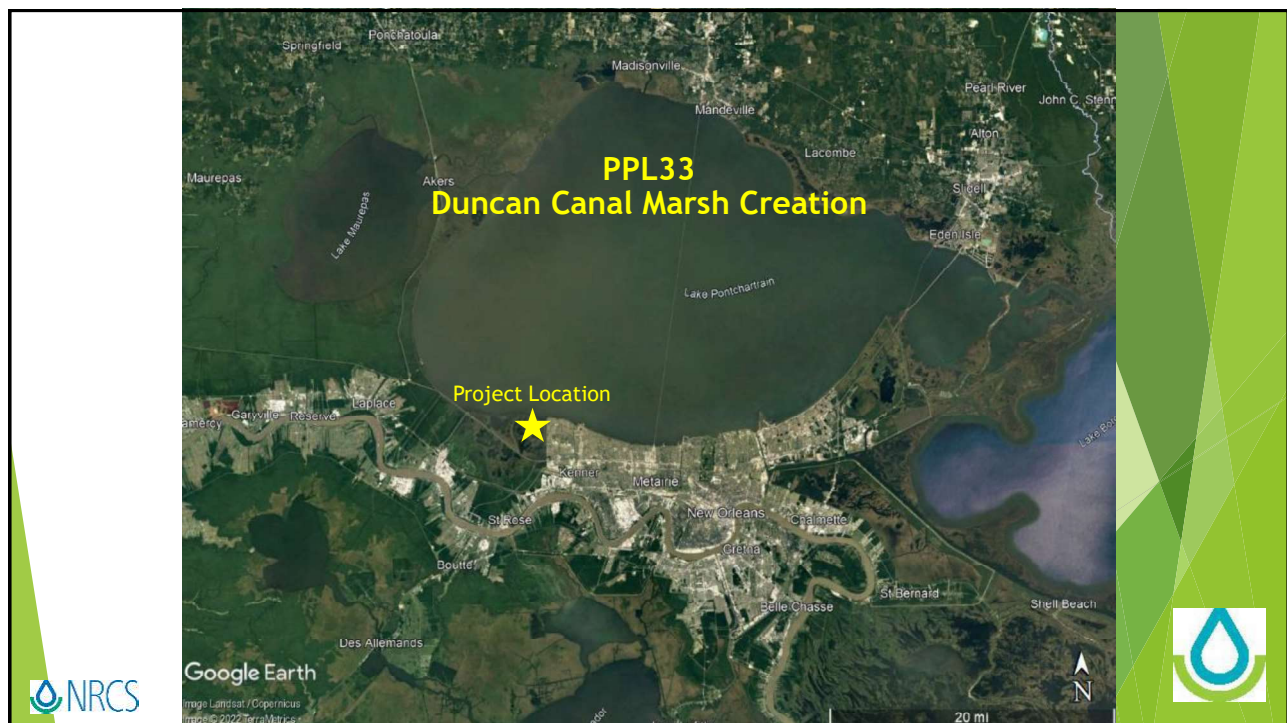 Ponchatoula
Springfield
Madisonville
Mandeville
Pearl River
John C. Stenn
Alton
Lacombe
Slidell
Maurepas
Akers
PPL33
Duncan Canal Marsh Creation
Lake Maurepas
Eden Isle
Lake Pontchartrain
Project Location
Laplace
Garyville
Reserve
amercy
Kenner
Metairie
St Rose
New Orleans
Chalmette
Gretna
Boutte
Belle Chasse
St Bernard
Shell Beach
Des Allemands
Google Earth
Image Landsat / Copernicus
Image © 2022 TerraMetrics
20 mi
N
NRCS